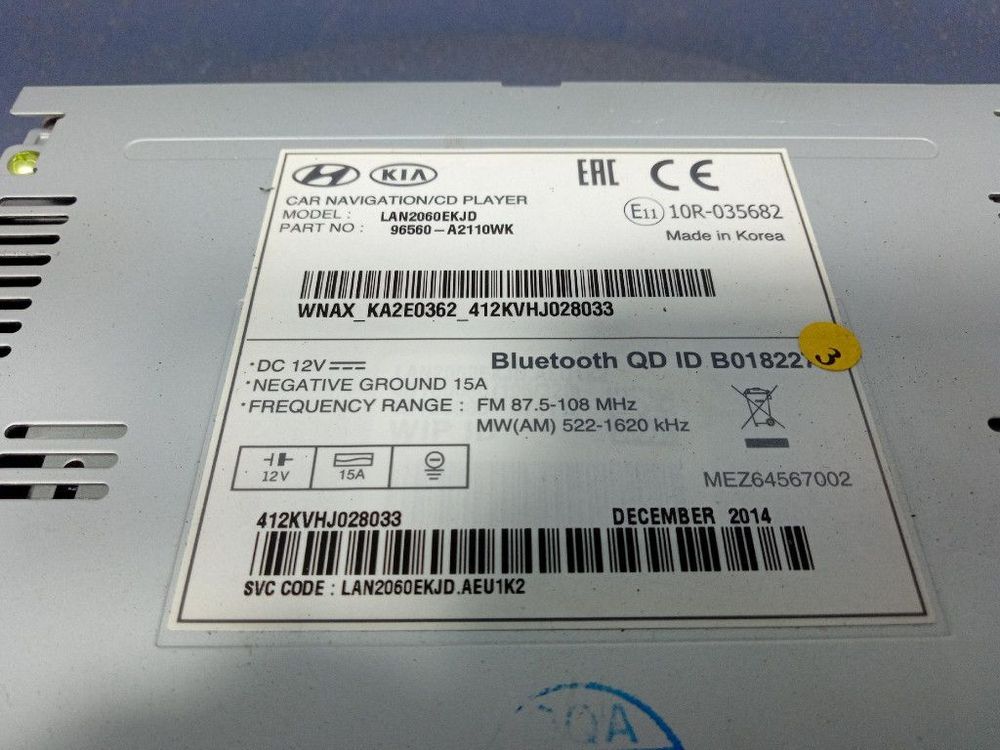 KIA
EAC CE
CAR NAVIGATION/CD PLAYER
MODEL : LAN2060EKJD
PART NO : 96560-A2110WK
E11 10R-035682
Made in Korea
WNAX_KA2E0362_412KVHJ028033
•DC 12V
Bluetooth QD ID B018227
3
•NEGATIVE GROUND 15A
•FREQUENCY RANGE : FM 87.5-108 MHz
MW(AM) 522-1620 kHz
12V 15A
MEZ64567002
412KVHJ028033
DECEMBER 2014
SVC CODE : LAN2060EKJD.AEU1K2
AQC